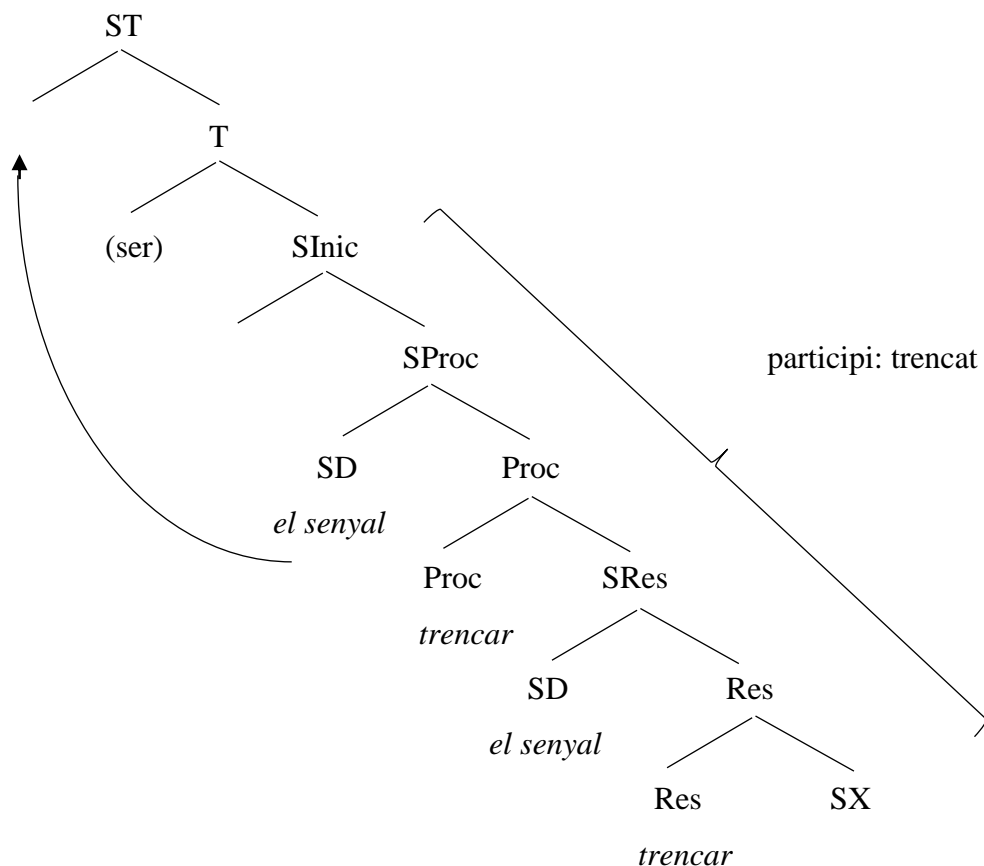 ST
T
(ser) SInic
SProc
participi: trencat
SD Proc
el senyal
Proc SRes
trencar
SD Res
el senyal
Res SX
trencar